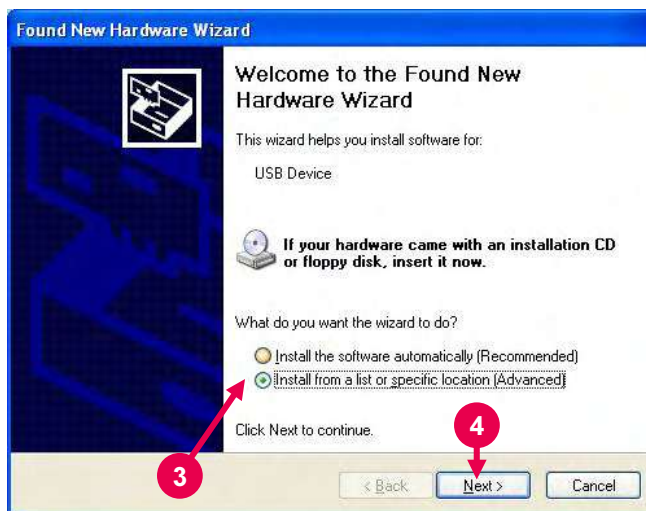 Found New Hardware Wizard
Welcome to the Found New
Hardware Wizard
This wizard helps you install software for:
USB Device
If your hardware came with an installation CD
or floppy disk, insert it now.
What do you want the wizard to do?
Install the software automatically (Recommended)
Install from a list or specific location (Advanced)
Click Next to continue.
4
3
< Back
Next >
Cancel